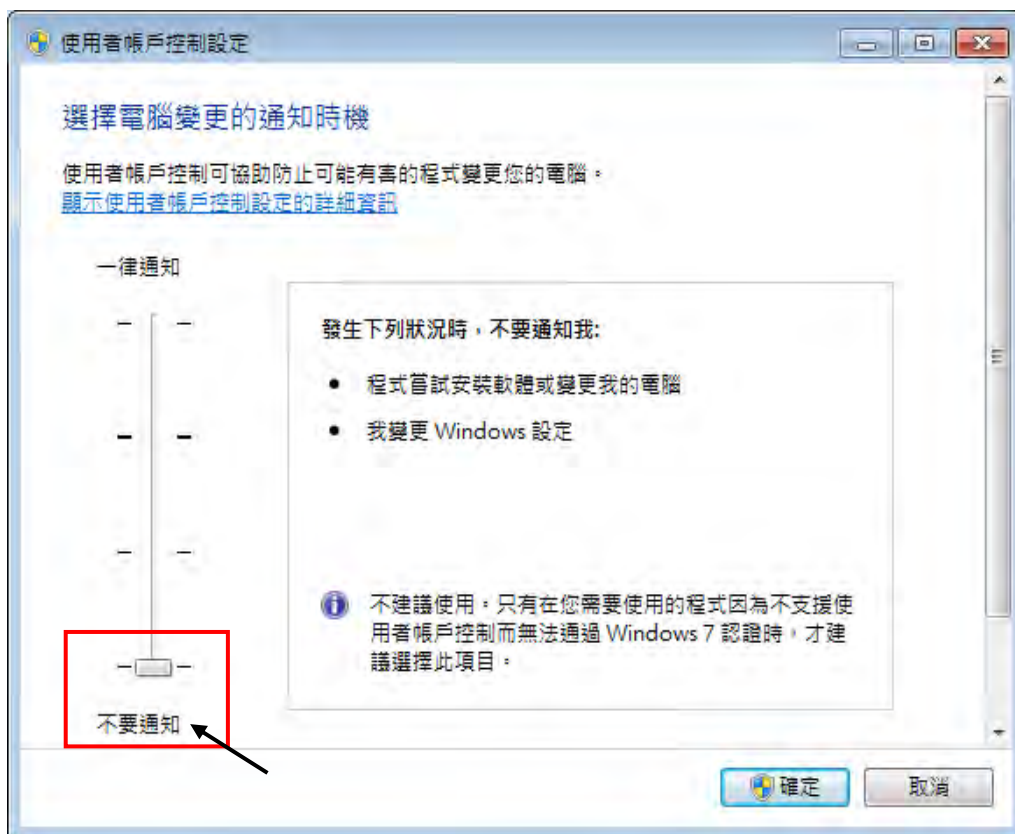 使用者帳戶控制設定
選擇電腦變更的通知時機
使用者帳戶控制可協助防止可能有害的程式變更您的電腦。
顯示使用者帳戶控制設定的詳細資訊
一律通知
發生下列狀況時，不要通知我:
• 程式嘗試安裝軟體或變更我的電腦
• 我變更 Windows 設定
不建議使用。只有在您需要使用的程式因為不支援使
用者帳戶控制而無法通過 Windows 7 認證時，才建
議選擇此項目。
不要通知
確定
取消